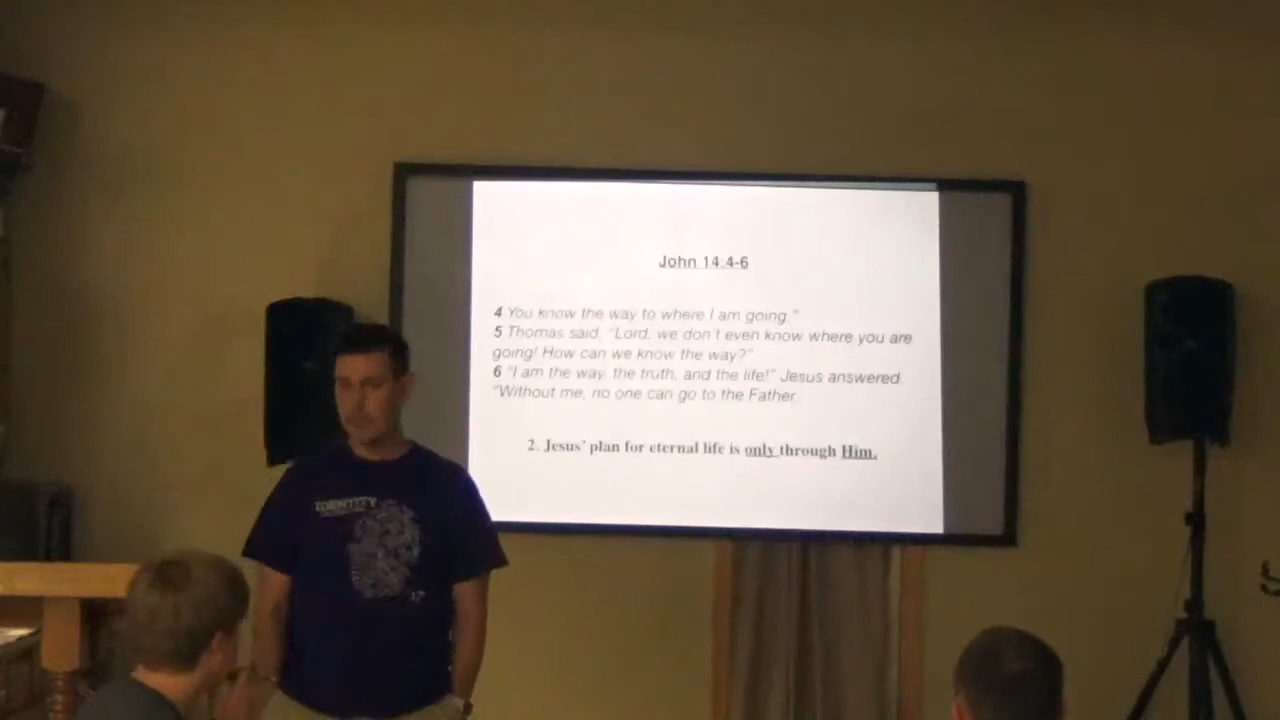 John 14:4-6
4 You know the way to where I am going."
5 Thomas said, "Lord, we don't even know where you are
going! How can we know the way?"
6 "I am the way, the truth, and the life!" Jesus answered.
"Without me, no one can go to the Father.
2. Jesus' plan for eternal life is only through Him.
IDENTITY